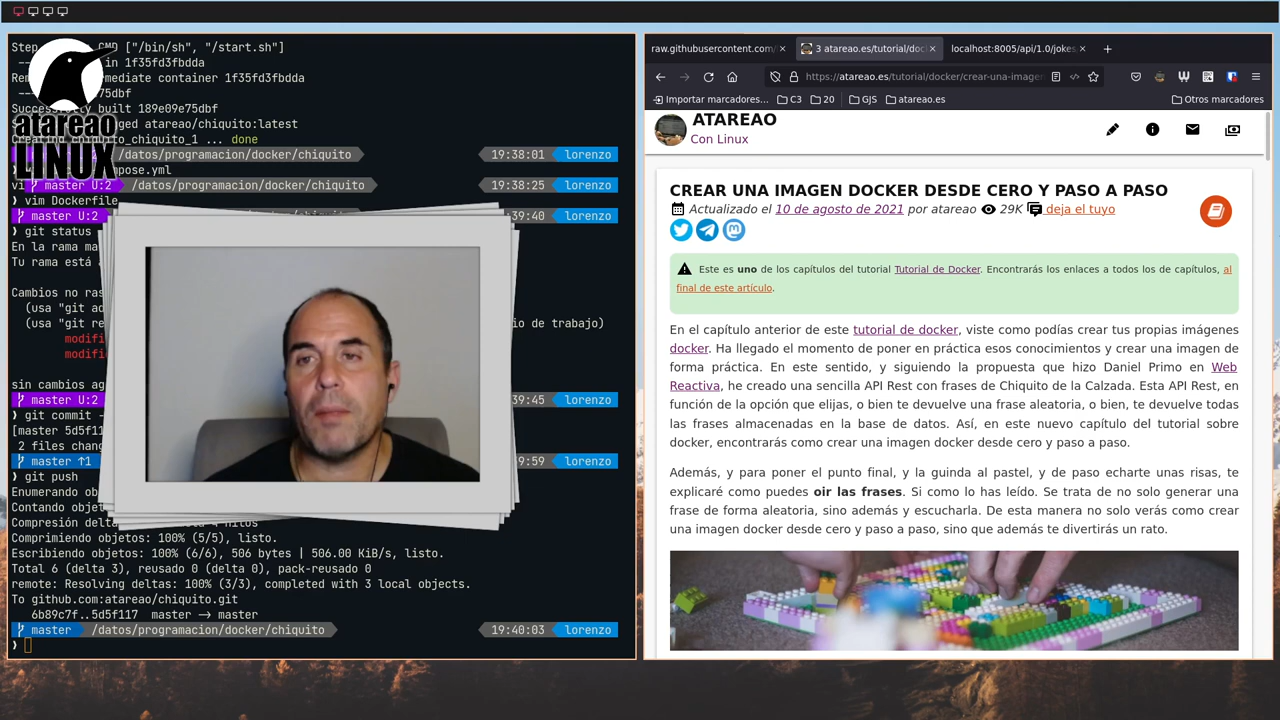 Step CMD ["/bin/sh", "/start.sh"]
in 1f35fd3fbdda
Rem mediate container 1f35fd3fbdda
75dbf
Successfully built 189e09e75dbf
ged atareao/chiquito:latest
Creating chiquito_chiquito_1 ... done
/datos/programacion/docker/chiquito 19:38:01 lorenzo
mpose.yml
master U:2 /datos/programacion/docker/chiquito 19:38:25 lorenzo
❯ vim Dockerfile
master U:2 39:40 lorenzo
❯ git status
En la rama ma
Tu rama está
Cambios no ras
(usa "git ad
(usa "git re io de trabajo)
modifi
modifi
sin cambios ag
master U:2 39:45 lorenzo
❯ git commit -
[master 5d5f11
2 files chang
master ↑1 9:59 lorenzo
❯ git push
Enumerando ob
Contando objet
Compresión delta hilos
Comprimiendo objetos: 100% (5/5), listo.
Escribiendo objetos: 100% (6/6), 506 bytes | 506.00 KiB/s, listo.
Total 6 (delta 3), reusado 0 (delta 0), pack-reusado 0
remote: Resolving deltas: 100% (3/3), completed with 3 local objects.
To github.com:atareao/chiquito.git
6b89c7f..5d5f117 master -> master
master /datos/programacion/docker/chiquito 19:40:03 lorenzo
❯
atareao
LINUX
raw.githubusercontent.com/ × 3 atareao.es/tutorial/doc × localhost:8005/api/1.0/jokes × +
https://atareao.es/tutorial/docker/crear-una-imagen
Importar marcadores... C3 20 GJS atareao.es Otros marcadores
ATAREAO
Con Linux
CREAR UNA IMAGEN DOCKER DESDE CERO Y PASO A PASO
Actualizado el 10 de agosto de 2021 por atareao 29K deja el tuyo
Este es uno de los capítulos del tutorial Tutorial de Docker. Encontrarás los enlaces a todos los de capítulos, al
final de este artículo.
En el capítulo anterior de este tutorial de docker, viste como podías crear tus propias imágenes
docker. Ha llegado el momento de poner en práctica esos conocimientos y crear una imagen de
forma práctica. En este sentido, y siguiendo la propuesta que hizo Daniel Primo en Web
Reactiva, he creado una sencilla API Rest con frases de Chiquito de la Calzada. Esta API Rest, en
función de la opción que elijas, o bien te devuelve una frase aleatoria, o bien, te devuelve todas
las frases almacenadas en la base de datos. Así, en este nuevo capítulo del tutorial sobre
docker, encontrarás como crear una imagen docker desde cero y paso a paso.
Además, y para poner el punto final, y la guinda al pastel, y de paso echarte unas risas, te
explicaré como puedes oir las frases. Si como lo has leído. Se trata de no solo generar una
frase de forma aleatoria, sino además y escucharla. De esta manera no solo verás como crear
una imagen docker desde cero y paso a paso, sino que además te divertirás un rato.